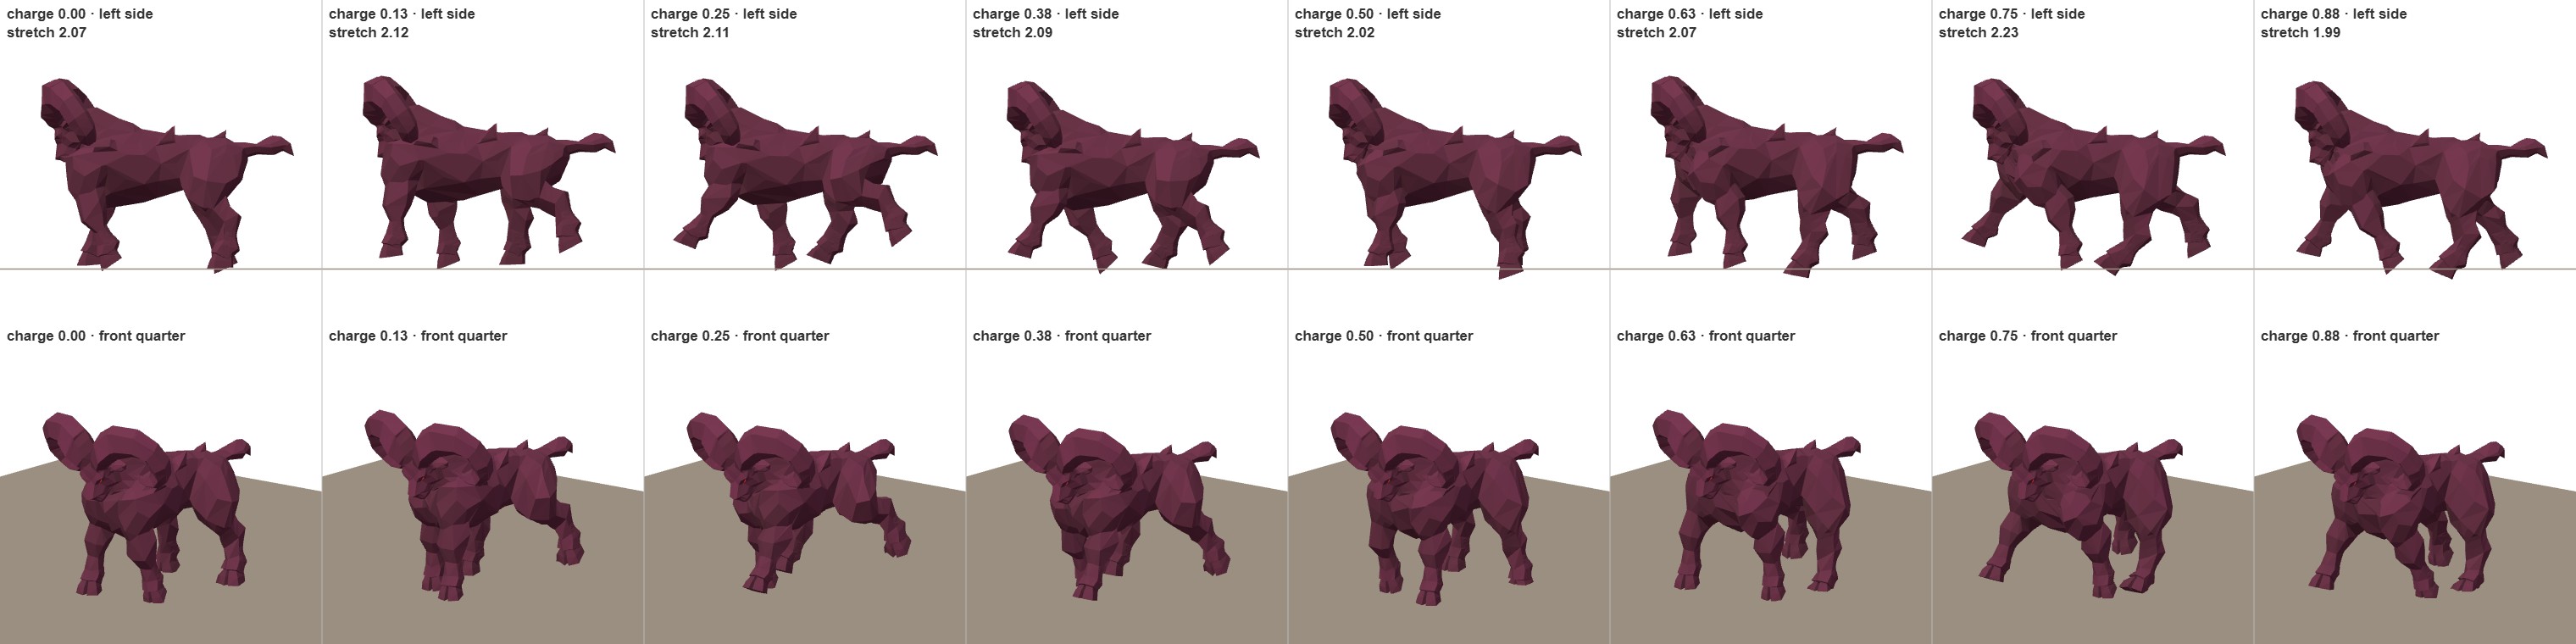 charge 0.00 · left side
stretch 2.07
charge 0.13 · left side
stretch 2.12
charge 0.25 · left side
stretch 2.11
charge 0.38 · left side
stretch 2.09
charge 0.50 · left side
stretch 2.02
charge 0.63 · left side
stretch 2.07
charge 0.75 · left side
stretch 2.23
charge 0.88 · left side
stretch 1.99
charge 0.00 · front quarter
charge 0.13 · front quarter
charge 0.25 · front quarter
charge 0.38 · front quarter
charge 0.50 · front quarter
charge 0.63 · front quarter
charge 0.75 · front quarter
charge 0.88 · front quarter